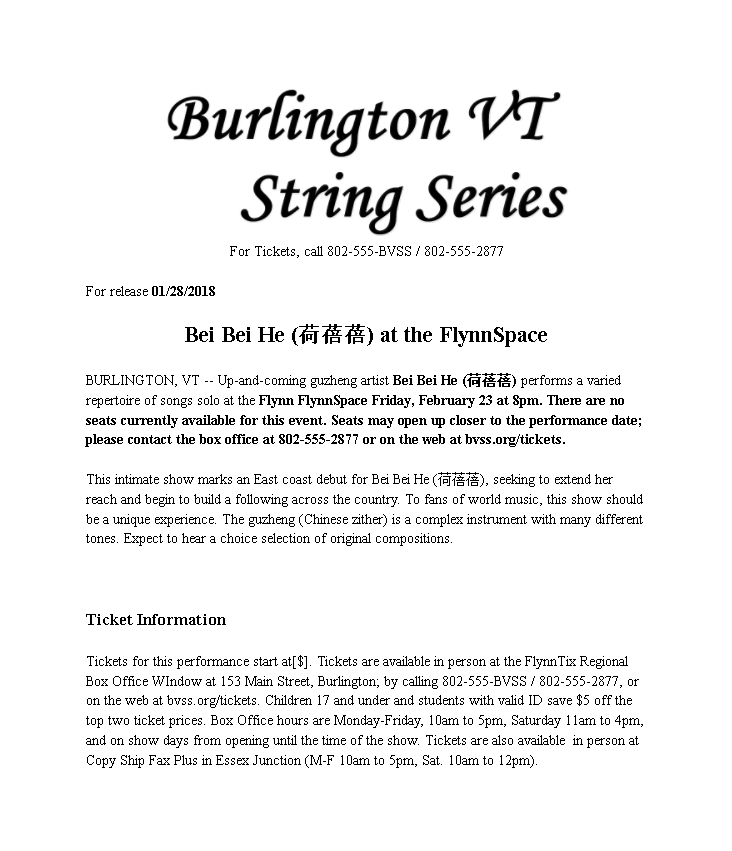 Burlington VT
String Series
For Tickets, call 802-555-BVSS / 802-555-2877
For release 01/28/2018
Bei Bei He (荷蓓蓓) at the FlynnSpace
BURLINGTON, VT -- Up-and-coming guzheng artist Bei Bei He (荷蓓蓓) performs a varied
repertoire of songs solo at the Flynn FlynnSpace Friday, February 23 at 8pm. There are no
seats currently available for this event. Seats may open up closer to the performance date;
please contact the box office at 802-555-2877 or on the web at bvss.org/tickets.
This intimate show marks an East coast debut for Bei Bei He (荷蓓蓓), seeking to extend her
reach and begin to build a following across the country. To fans of world music, this show should
be a unique experience. The guzheng (Chinese zither) is a complex instrument with many different
tones. Expect to hear a choice selection of original compositions.
Ticket Information
Tickets for this performance start at[$]. Tickets are available in person at the FlynnTix Regional
Box Office WIndow at 153 Main Street, Burlington; by calling 802-555-BVSS / 802-555-2877, or
on the web at bvss.org/tickets. Children 17 and under and students with valid ID save $5 off the
top two ticket prices. Box Office hours are Monday-Friday, 10am to 5pm, Saturday 11am to 4pm,
and on show days from opening until the time of the show. Tickets are also available  in person at
Copy Ship Fax Plus in Essex Junction (M-F 10am to 5pm, Sat. 10am to 12pm).